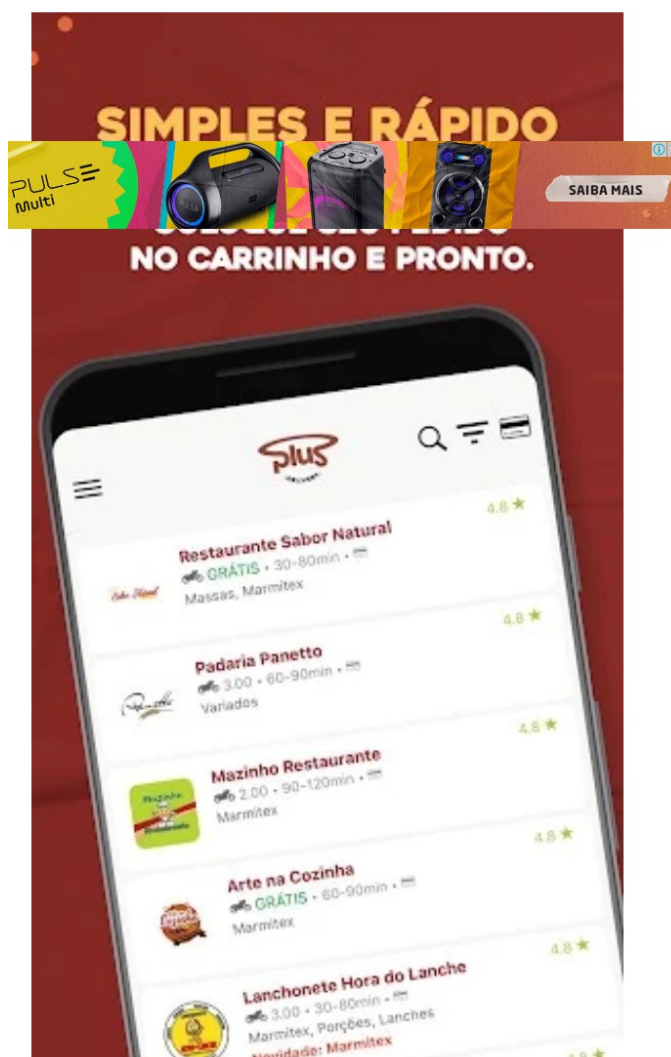 SIMPLES E RÁPIDO
PULSE
Multi
SAIBA MAIS
NO CARRINHO E PRONTO.
plus
4.8 ★
Restaurante Sabor Natural
GRÁTIS • 30-80min •
Massas, Marmitex
4.8 ★
Padaria Panetto
3.00 • 60-90min •
Variados
4.8 ★
Mazinho Restaurante
2.00 • 90-120min •
Marmitex
4.8 ★
Arte na Cozinha
GRÁTIS • 60-90min •
Marmitex
4.8 ★
Lanchonete Hora do Lanche
3.00 • 30-80min •
Marmitex, Porções, Lanches
Novidade: Marmitex